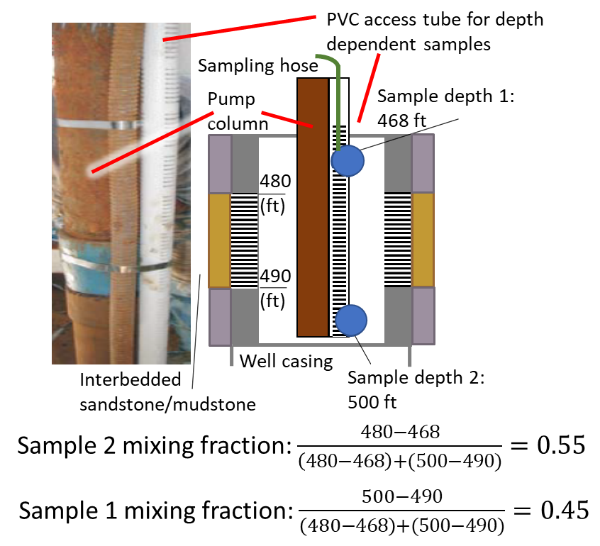 PVC access tube for depth
dependent samples
Sampling hose
Pump
column
Sample depth 1:
468 ft
480
(ft)
490
(ft)
Well casing
Interbedded
sandstone/mudstone
Sample depth 2:
500 ft
Sample 2 mixing fraction: 480−468 / (480−468)+(500−490) = 0.55
Sample 1 mixing fraction: 500−490 / (480−468)+(500−490) = 0.45